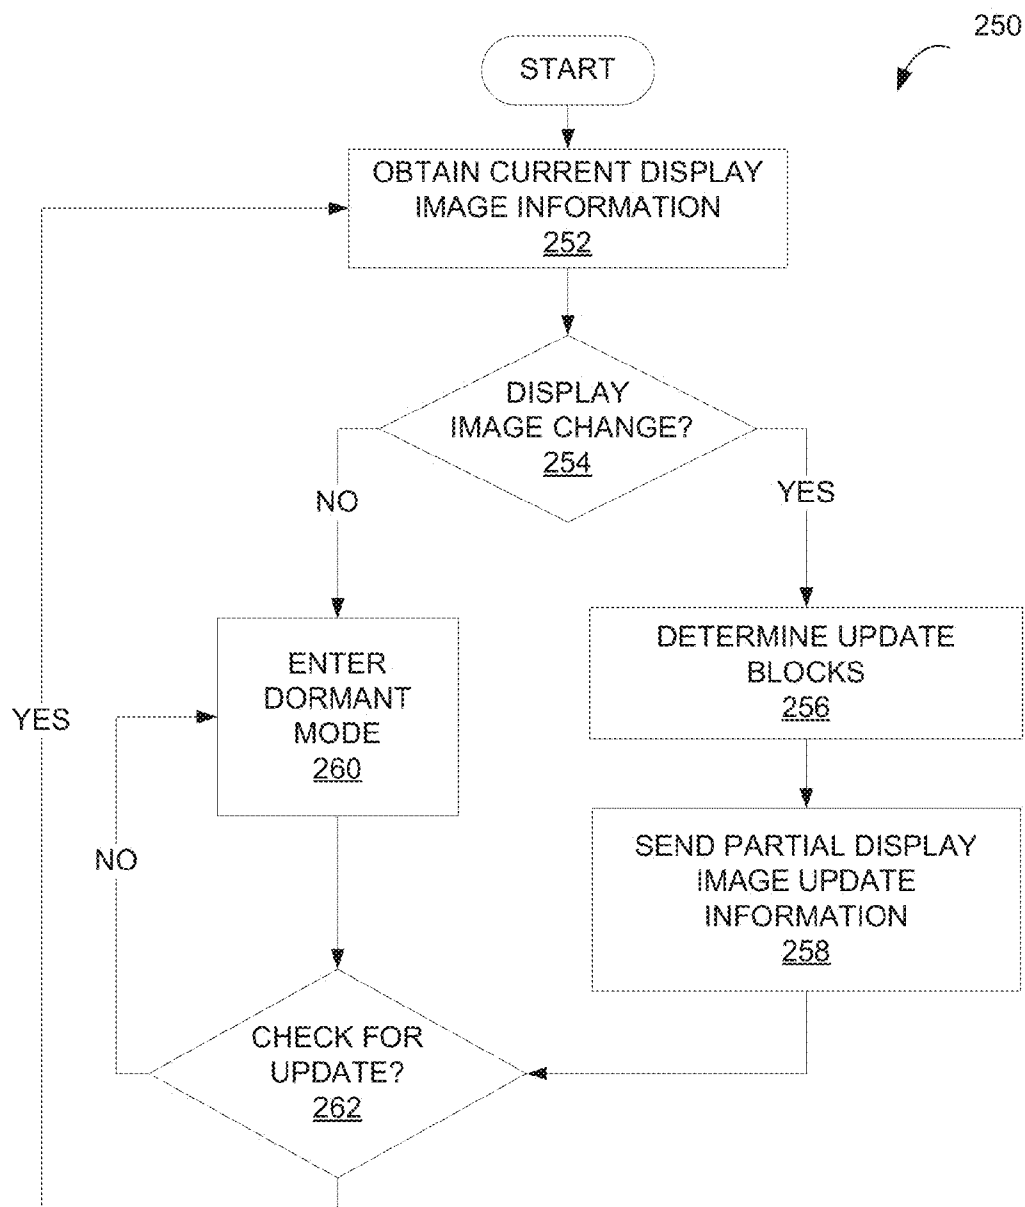 250
START
OBTAIN CURRENT DISPLAY
IMAGE INFORMATION
252
DISPLAY
IMAGE CHANGE?
254
NO
YES
ENTER
DORMANT
MODE
260
DETERMINE UPDATE
BLOCKS
256
YES
NO
SEND PARTIAL DISPLAY
IMAGE UPDATE
INFORMATION
258
CHECK FOR
UPDATE?
262